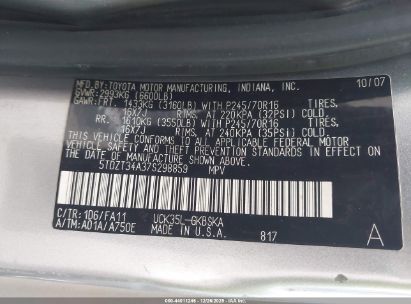 MFD. BY: TOYOTA MOTOR MANUFACTURING, INDIANA, INC. 10/07
GVWR: 2993KG (6600LB)
GAWR: FRT. 1433KG (3160LB) WITH P245/70R16 TIRES,
16X7J RIMS, AT 220KPA (32PSI) COLD
RR. 1610KG (3550LB) WITH P245/70R16 TIRES,
16X7J RIMS, AT 240KPA (35PSI) COLD
THIS VEHICLE CONFORMS TO ALL APPLICABLE FEDERAL MOTOR
VEHICLE SAFETY AND THEFT PREVENTION STANDARDS IN EFFECT
ON THE DATE OF MANUFACTURE SHOWN ABOVE.
5TDZT34A37S298859 MPV
C/TR: 1D6/FA11 UCK35L-GKBSKA
A/TM: A01A/A750E MADE IN U.S.A. 817 A